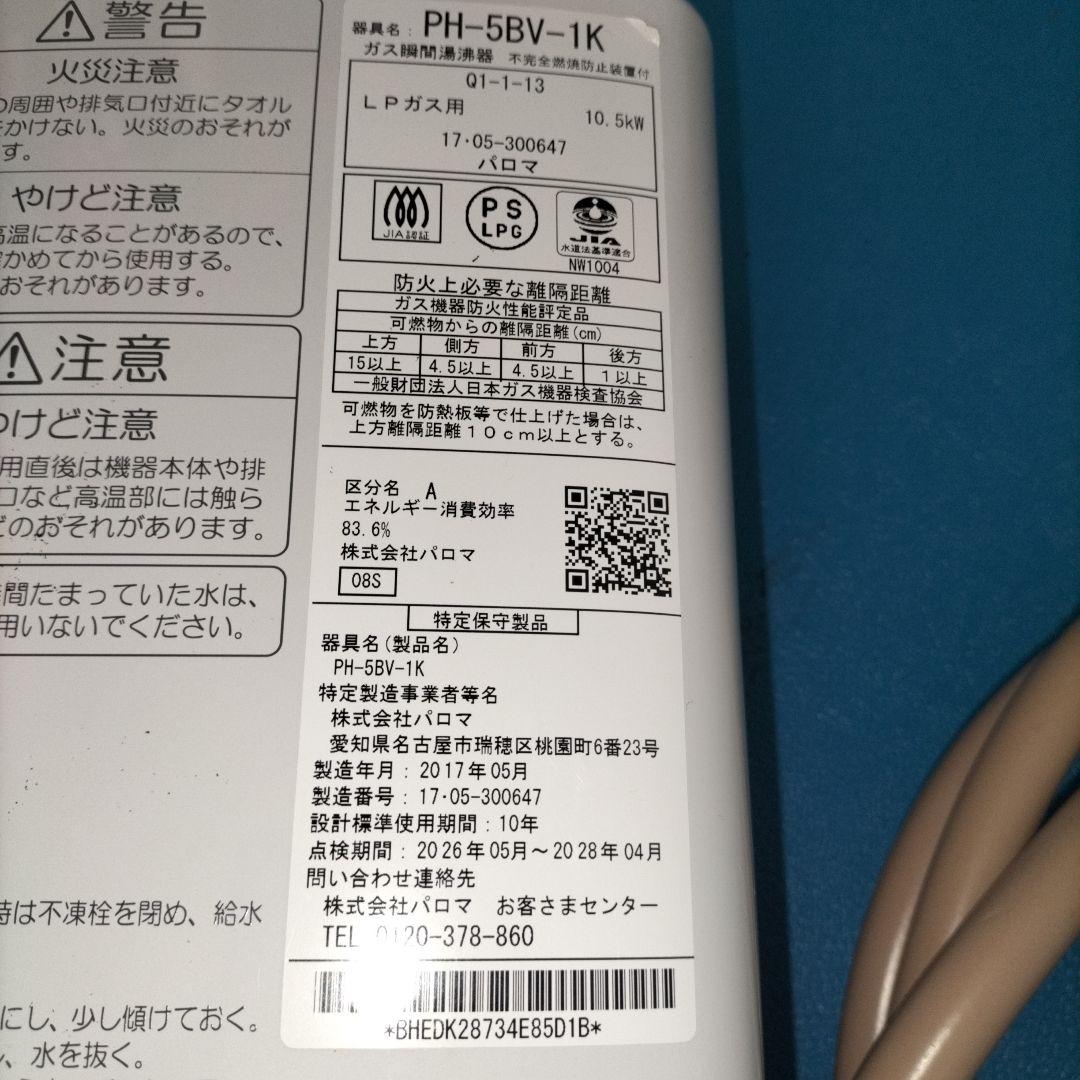 警告
火災注意
の周囲や排気口付近にタオル
をかけない。火災のおそれが
す。
やけど注意
高温になることがあるので、
確かめてから使用する。
おそれがあります。
注意
やけど注意
用直後は機器本体や排
口など高温部には触ら
どのおそれがあります。
時間たまっていた水は、
用いないでください。
時は不凍栓を閉め、給水
にし、少し傾けておく。
、水を抜く。
器具名: PH-5BV-1K
ガス瞬間湯沸器 不完全燃焼防止装置付
Q1-1-13
LPガス用 10.5kW
17・05-300647
パロマ
JIA認証
PS
LPG
JIA
水道法基準適合
NW1004
防火上必要な離隔距離
ガス機器防火性能評定品
可燃物からの離隔距離(cm)
上方 側方 前方 後方
15以上 4.5以上 4.5以上 1以上
一般財団法人日本ガス機器検査協会
可燃物を防熱板等で仕上げた場合は、
上方離隔距離10cm以上とする。
区分名 A
エネルギー消費効率
83.6%
株式会社パロマ
08S
特定保守製品
器具名(製品名)
PH-5BV-1K
特定製造事業者等名
株式会社パロマ
愛知県名古屋市瑞穂区桃園町6番23号
製造年月: 2017年05月
製造番号: 17・05-300647
設計標準使用期間: 10年
点検期間: 2026年05月～2028年04月
問い合わせ連絡先
株式会社パロマ お客さまセンター
TEL 0120-378-860
*BHEDK28734E85D1B*